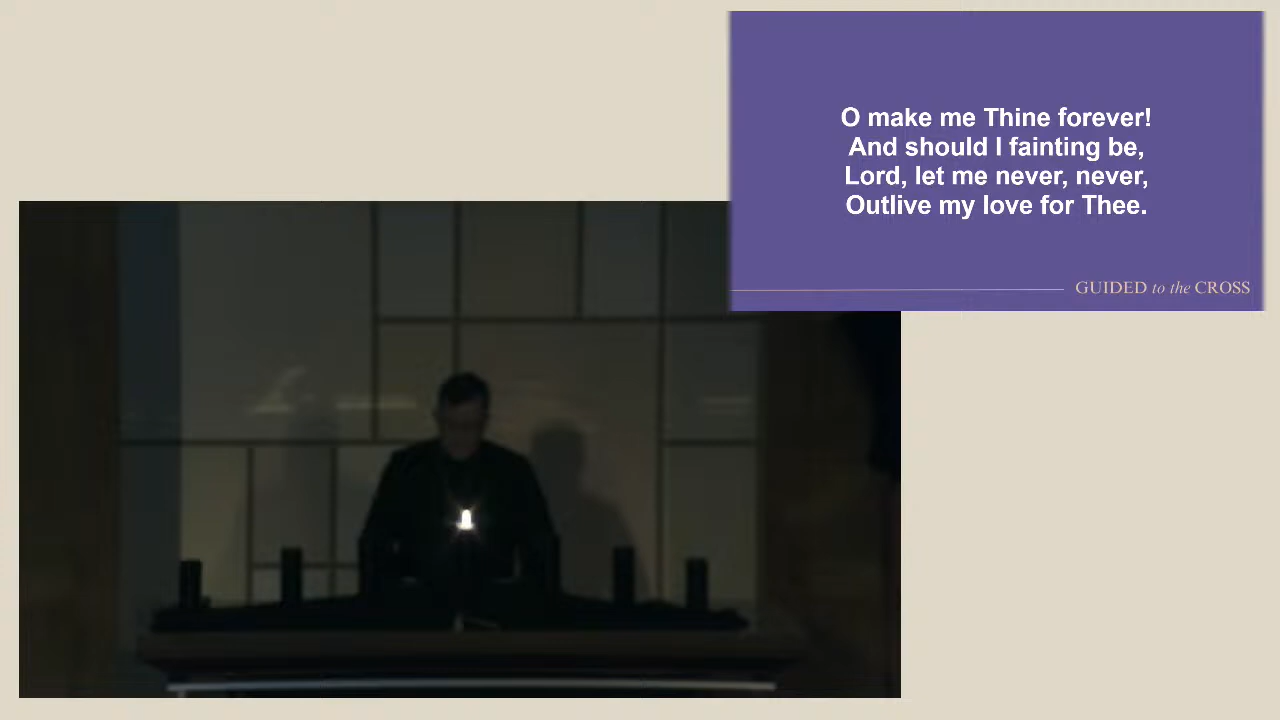 O make me Thine forever!
And should I fainting be,
Lord, let me never, never,
Outlive my love for Thee.
GUIDED to the CROSS